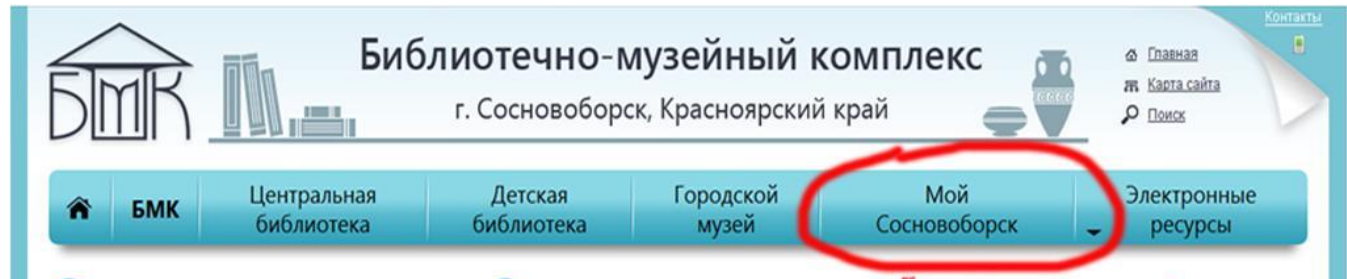 Контакты
БМК
Библиотечно-музейный комплекс
г. Сосновоборск, Красноярский край
Главная
Карта сайта
Поиск
БМК
Центральная
библиотека
Детская
библиотека
Городской
музей
Мой
Сосновоборск
Электронные
ресурсы